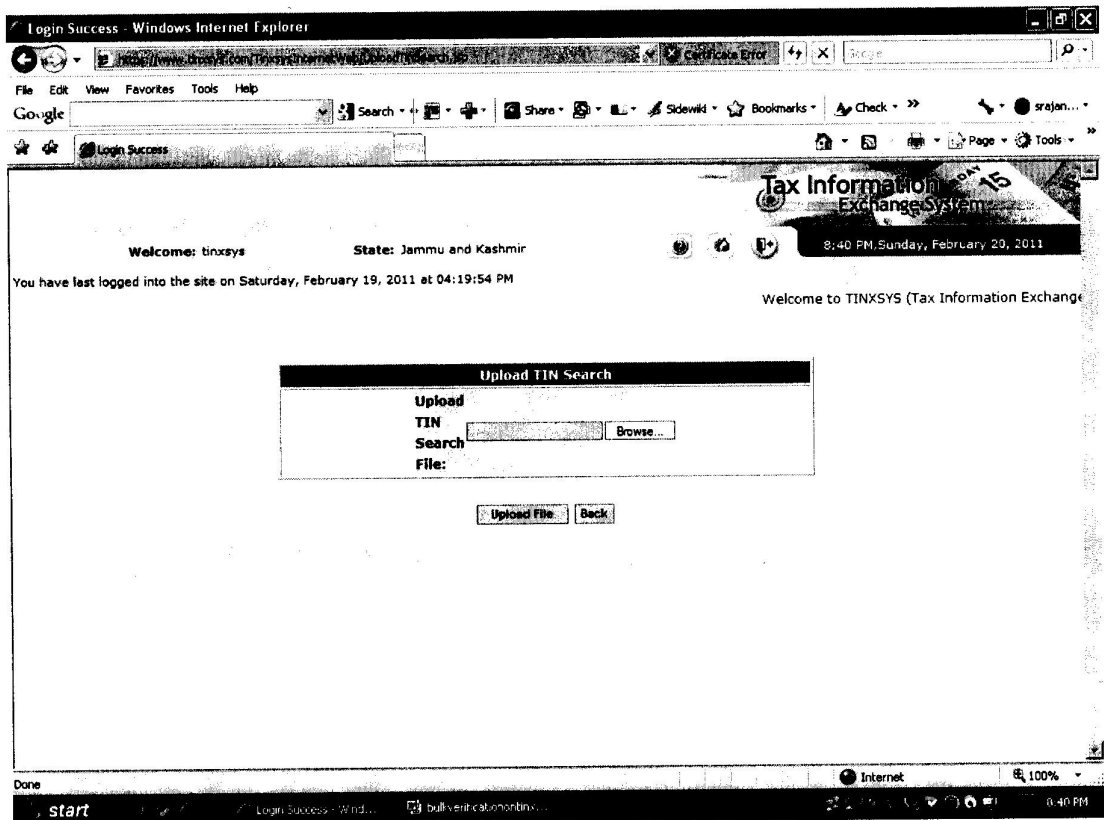 Login Success - Windows Internet Explorer
Certificate Error
Google
File Edit View Favorites Tools Help
Google Search Share Sidewiki Bookmarks Check » srajan...
Login Success Page Tools »
Tax Information
Exchange System
Welcome: tinxsys State: Jammu and Kashmir 8:40 PM,Sunday, February 20, 2011
You have last logged into the site on Saturday, February 19, 2011 at 04:19:54 PM
Welcome to TINXSYS (Tax Information Exchange
Upload TIN Search
Upload
TIN
Search
File:
Browse...
Upload File Back
Done Internet 100%
start Login Success - Wind... bulkverificationontinx... 8:40 PM